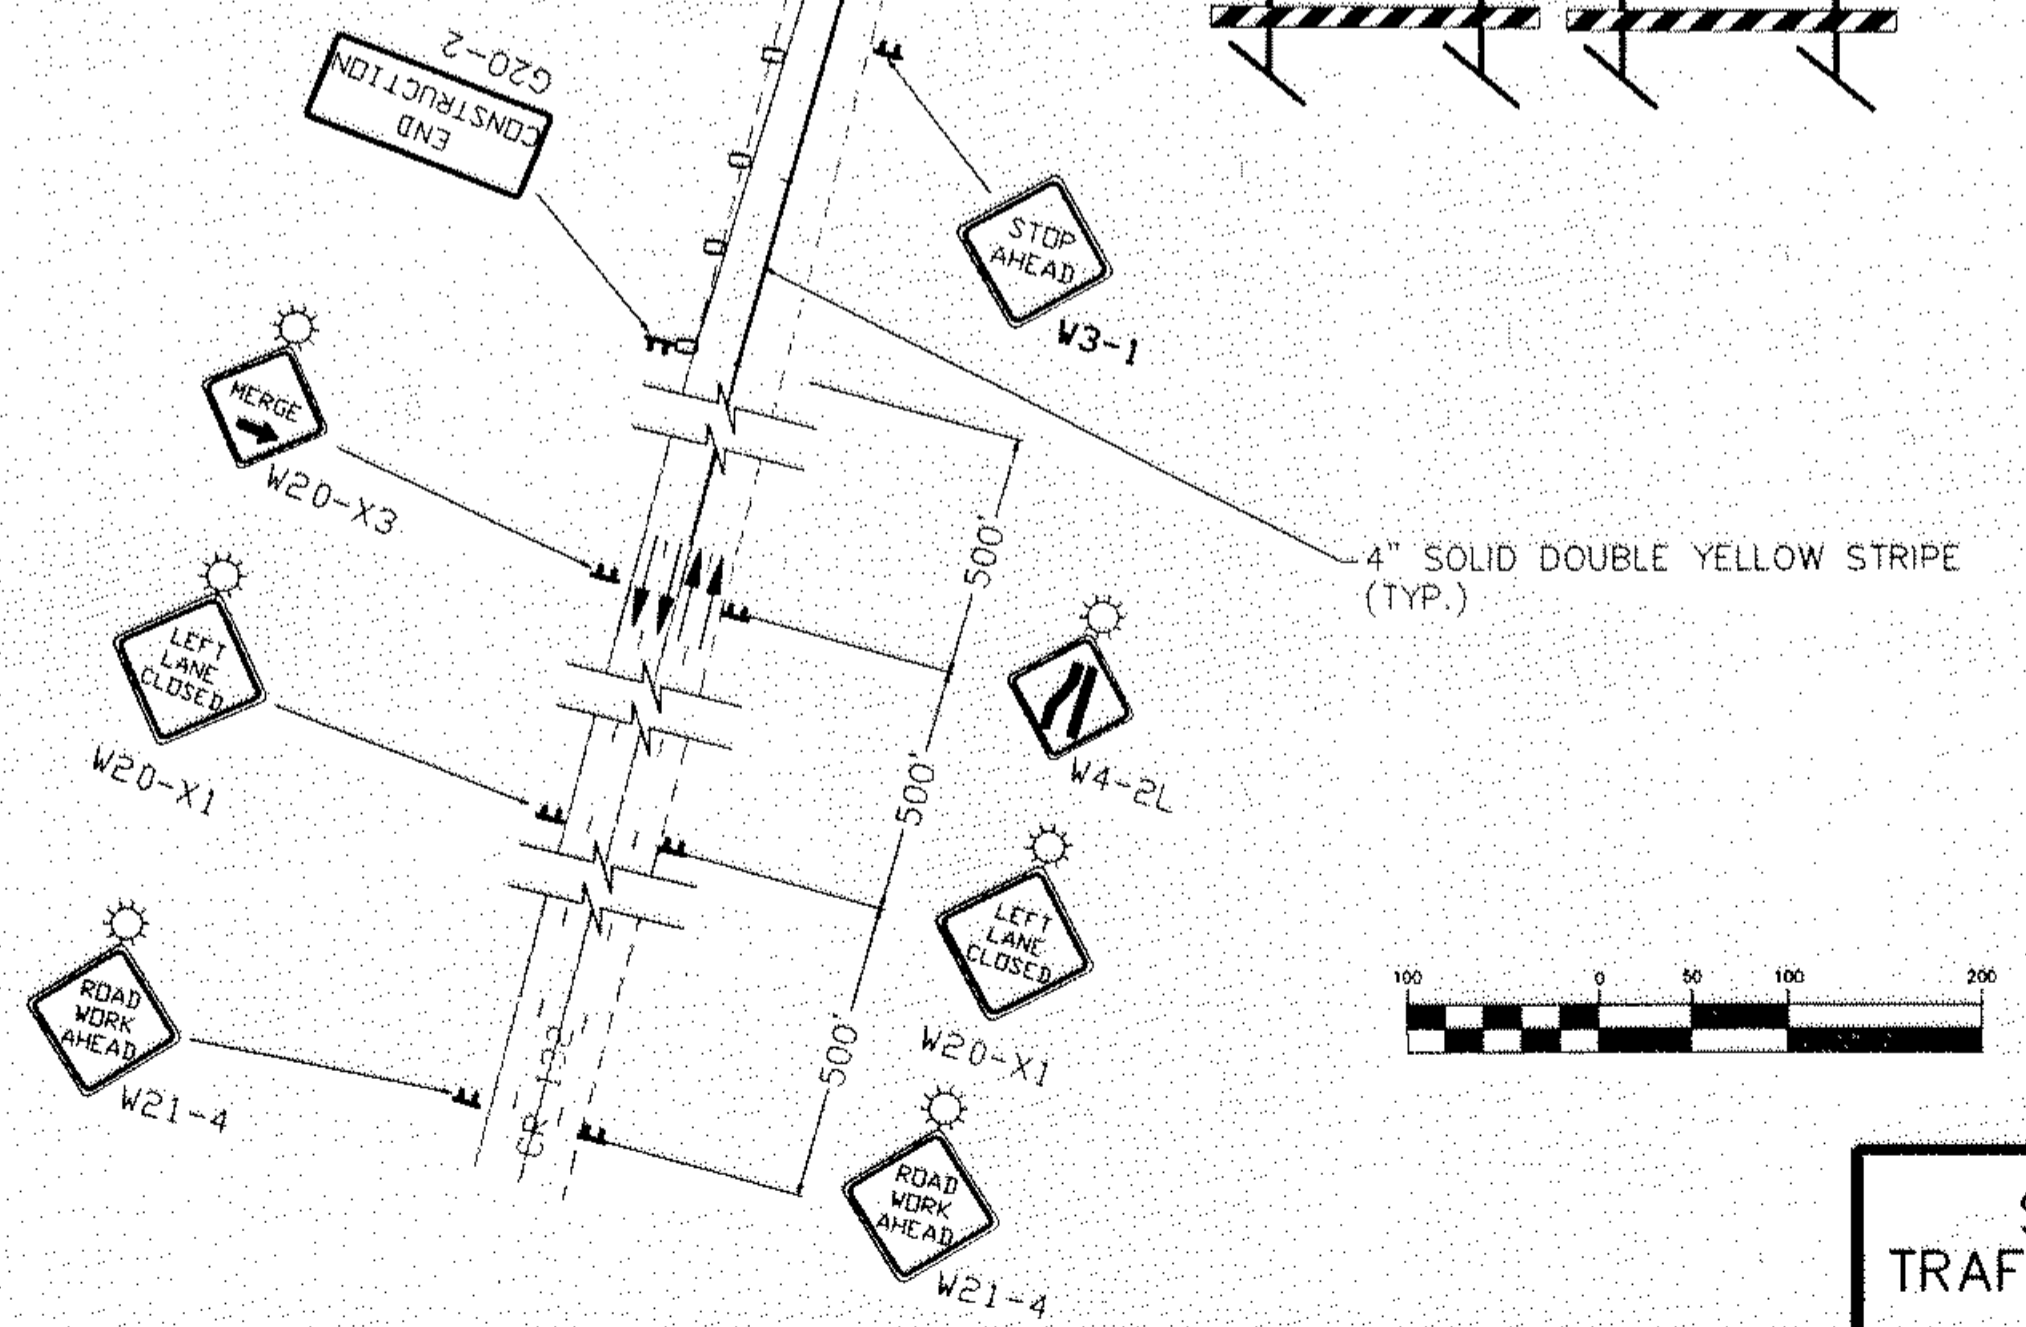 G20-2
END
CONSTRUCTION
STOP
AHEAD
W3-1
MERGE
W20-X3
500'
4" SOLID DOUBLE YELLOW STRIPE
(TYP.)
LEFT
LANE
CLOSED
W20-X1
W4-2L
500'
LEFT
LANE
CLOSED
W20-X1
ROAD
WORK
AHEAD
W21-4
500'
CR 132
100 0 50 100 200
ROAD
WORK
AHEAD
W21-4
S
TRAF